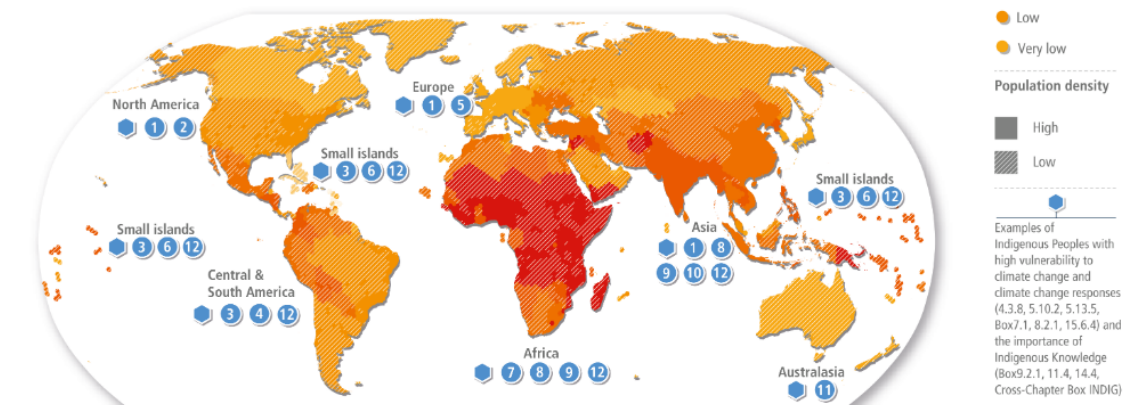 Low
Very low
Population density
High
Low
Examples of
Indigenous Peoples with
high vulnerability to
climate change and
climate change responses
(4.3.8, 5.10.2, 5.13.5,
Box7.1, 8.2.1, 15.6.4) and
the importance of
Indigenous Knowledge
(Box9.2.1, 11.4, 14.4,
Cross-Chapter Box INDIG)
North America
1 2
Europe
1 5
Small islands
3 6 12
Small islands
3 6 12
Small islands
3 6 12
Asia
1 8
9 10 12
Central &
South America
3 4 12
Africa
7 8 9 12
Australasia
11